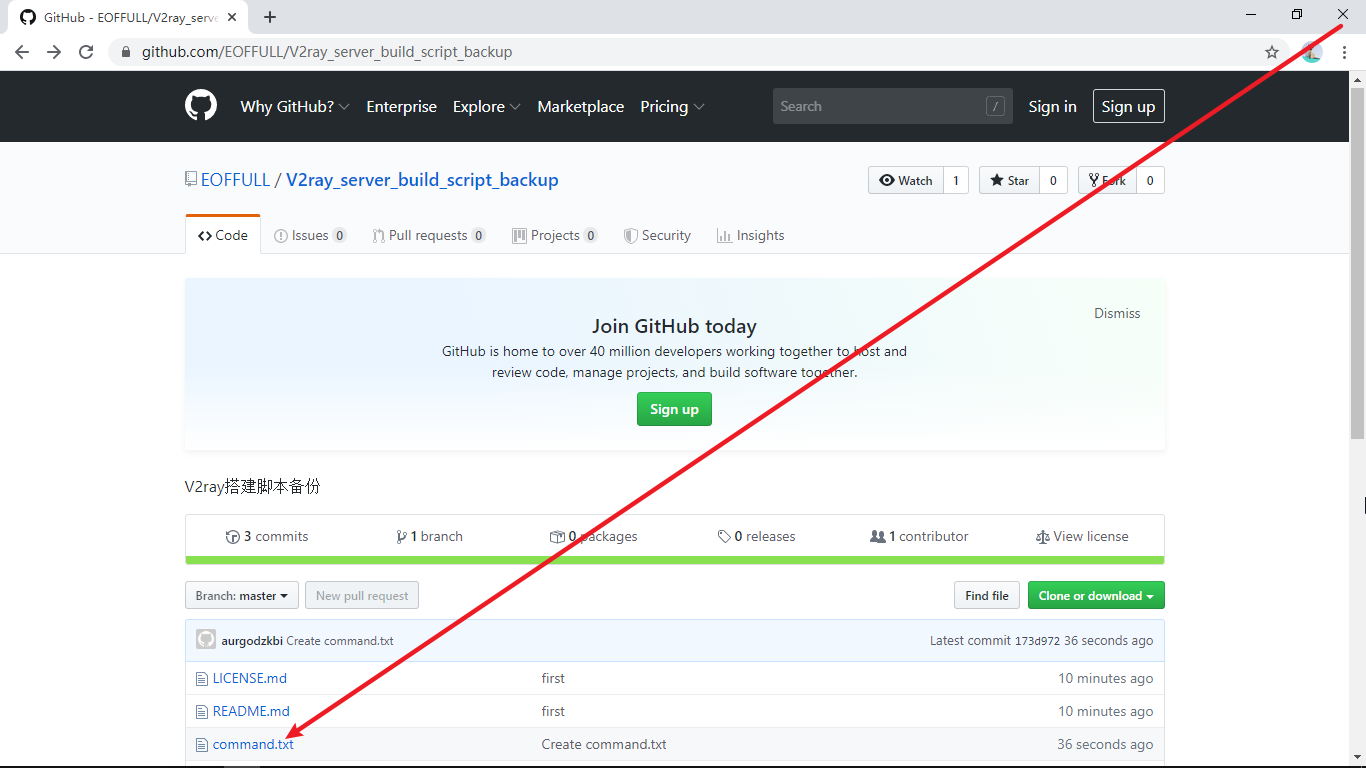 GitHub - EOFFULL/V2ray_serve
github.com/EOFFULL/V2ray_server_build_script_backup
Why GitHub? Enterprise Explore Marketplace Pricing Search / Sign in Sign up
EOFFULL / V2ray_server_build_script_backup Watch 1 Star 0 Fork 0
Code Issues 0 Pull requests 0 Projects 0 Security Insights
Dismiss
Join GitHub today
GitHub is home to over 40 million developers working together to host and
review code, manage projects, and build software together.
Sign up
V2ray搭建脚本备份
3 commits 1 branch 0 packages 0 releases 1 contributor View license
Branch: master New pull request Find file Clone or download
aurgodzkbi Create command.txt Latest commit 173d972 36 seconds ago
LICENSE.md first 10 minutes ago
README.md first 10 minutes ago
command.txt Create command.txt 36 seconds ago